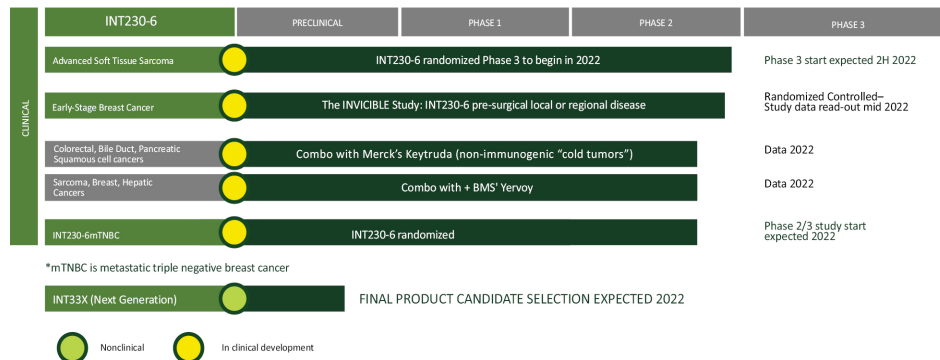 INT230-6
PRECLINICAL
PHASE 1
PHASE 2
PHASE 3
CLINICAL
Advanced Soft Tissue Sarcoma
INT230-6 randomized Phase 3 to begin in 2022
Phase 3 start expected 2H 2022
Early-Stage Breast Cancer
The INVICIBLE Study: INT230-6 pre-surgical local or regional disease
Randomized Controlled–
Study data read-out mid 2022
Colorectal, Bile Duct, Pancreatic
Squamous cell cancers
Combo with Merck's Keytruda (non-immunogenic “cold tumors”)
Data 2022
Sarcoma, Breast, Hepatic
Cancers
Combo with + BMS' Yervoy
Data 2022
INT230-6mTNBC
INT230-6 randomized
Phase 2/3 study start
expected 2022
*mTNBC is metastatic triple negative breast cancer
INT33X (Next Generation)
FINAL PRODUCT CANDIDATE SELECTION EXPECTED 2022
Nonclinical
In clinical development